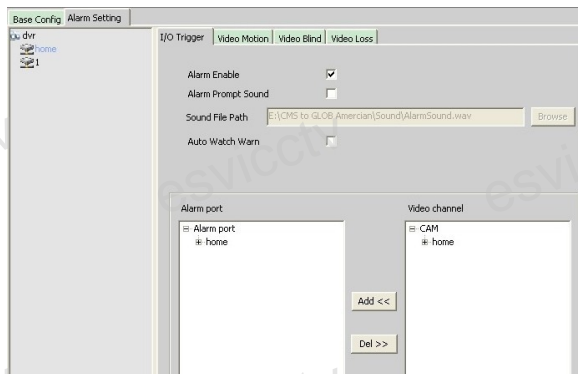 Base Config Alarm Setting
dvr
home
1
I/O Trigger Video Motion Video Blind Video Loss
Alarm Enable
Alarm Prompt Sound
Sound File Path E:\CMS to GLOB Amercian\Sound\AlarmSound.wav Browse
Auto Watch Warn
Alarm port Video channel
Alarm port CAM
home home
Add <<
Del >>
esvicctv
esvi